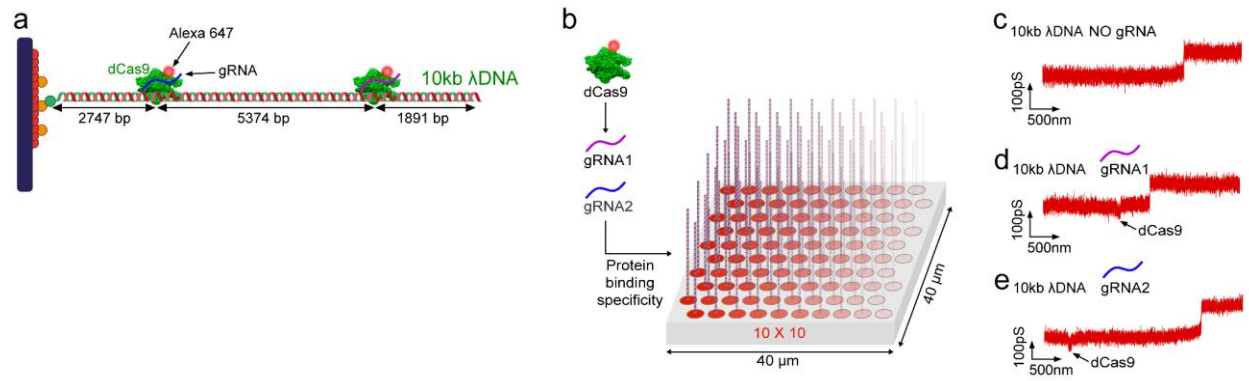 a
Alexa 647
dCas9
gRNA
10kb λDNA
2747 bp
5374 bp
1891 bp
b
dCas9
gRNA1
gRNA2
Protein
binding
specificity
10 X 10
40 μm
40 μm
c
10kb λDNA NO gRNA
100pS
500nm
d
10kb λDNA gRNA1
100pS
500nm
dCas9
e
10kb λDNA gRNA2
100pS
500nm
dCas9